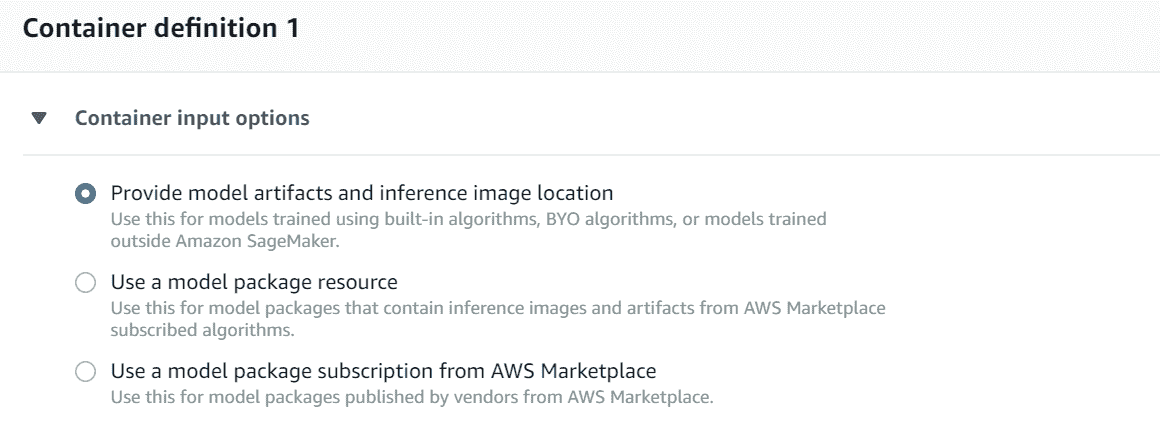 Container definition 1
Container input options
Provide model artifacts and inference image location
Use this for models trained using built-in algorithms, BYO algorithms, or models trained
outside Amazon SageMaker.
Use a model package resource
Use this for model packages that contain inference images and artifacts from AWS Marketplace
subscribed algorithms.
Use a model package subscription from AWS Marketplace
Use this for model packages published by vendors from AWS Marketplace.